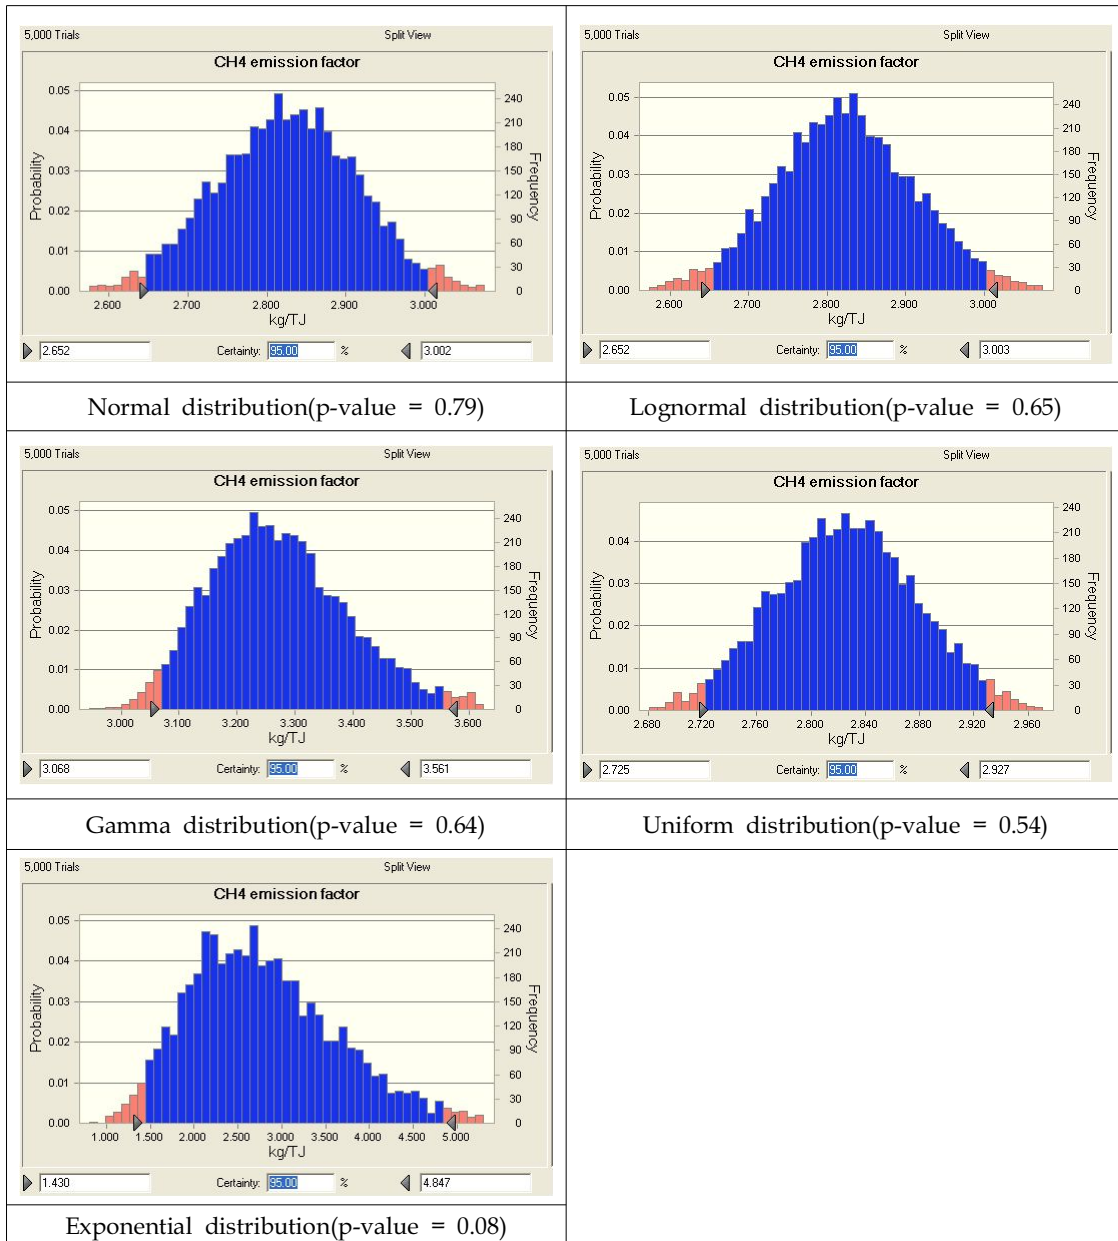 5,000 Trials Split View
CH4 emission factor
0.05
0.04
0.03
0.02
0.01
0.00
Probability
240
210
180
150
120
90
60
30
0
Frequency
2.600 2.700 2.800 2.900 3.000
kg/TJ
2.652 Certainty: 95.00 % 3.002
Normal distribution(p-value = 0.79)
5,000 Trials Split View
CH4 emission factor
0.05
0.04
0.03
0.02
0.01
0.00
Probability
240
210
180
150
120
90
60
30
0
Frequency
2.600 2.700 2.800 2.900 3.000
kg/TJ
2.652 Certainty: 95.00 % 3.003
Lognormal distribution(p-value = 0.65)
5,000 Trials Split View
CH4 emission factor
0.05
0.04
0.03
0.02
0.01
0.00
Probability
240
210
180
150
120
90
60
30
0
Frequency
3.000 3.100 3.200 3.300 3.400 3.500 3.600
kg/TJ
3.068 Certainty: 95.00 % 3.561
Gamma distribution(p-value = 0.64)
5,000 Trials Split View
CH4 emission factor
0.04
0.03
0.02
0.01
0.00
Probability
240
210
180
150
120
90
60
30
0
Frequency
2.680 2.720 2.760 2.800 2.840 2.880 2.920 2.960
kg/TJ
2.725 Certainty: 95.00 % 2.927
Uniform distribution(p-value = 0.54)
5,000 Trials Split View
CH4 emission factor
0.05
0.04
0.03
0.02
0.01
0.00
Probability
240
210
180
150
120
90
60
30
0
Frequency
1.000 1.500 2.000 2.500 3.000 3.500 4.000 4.500 5.000
kg/TJ
1.430 Certainty: 95.00 % 4.847
Exponential distribution(p-value = 0.08)